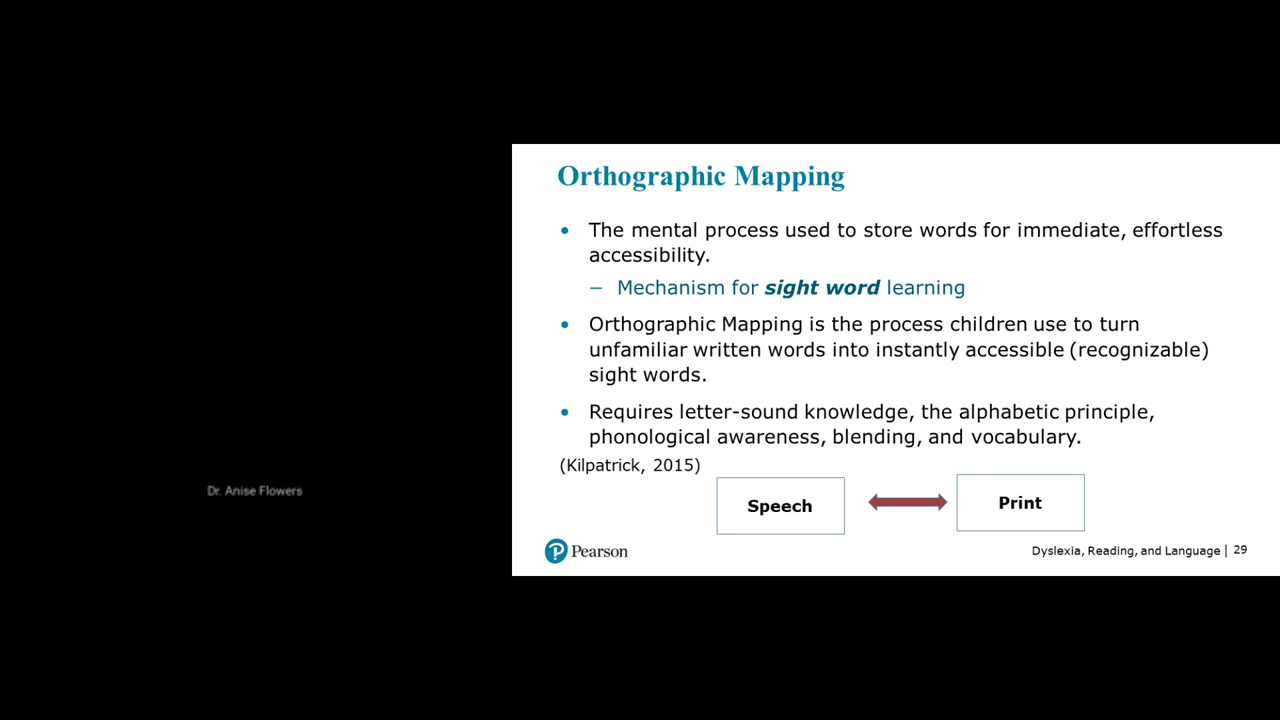 Orthographic Mapping
• The mental process used to store words for immediate, effortless
accessibility.
– Mechanism for sight word learning
• Orthographic Mapping is the process children use to turn
unfamiliar written words into instantly accessible (recognizable)
sight words.
• Requires letter-sound knowledge, the alphabetic principle,
phonological awareness, blending, and vocabulary.
(Kilpatrick, 2015)
Speech
Print
Dr. Anise Flowers
Pearson
Dyslexia, Reading, and Language | 29